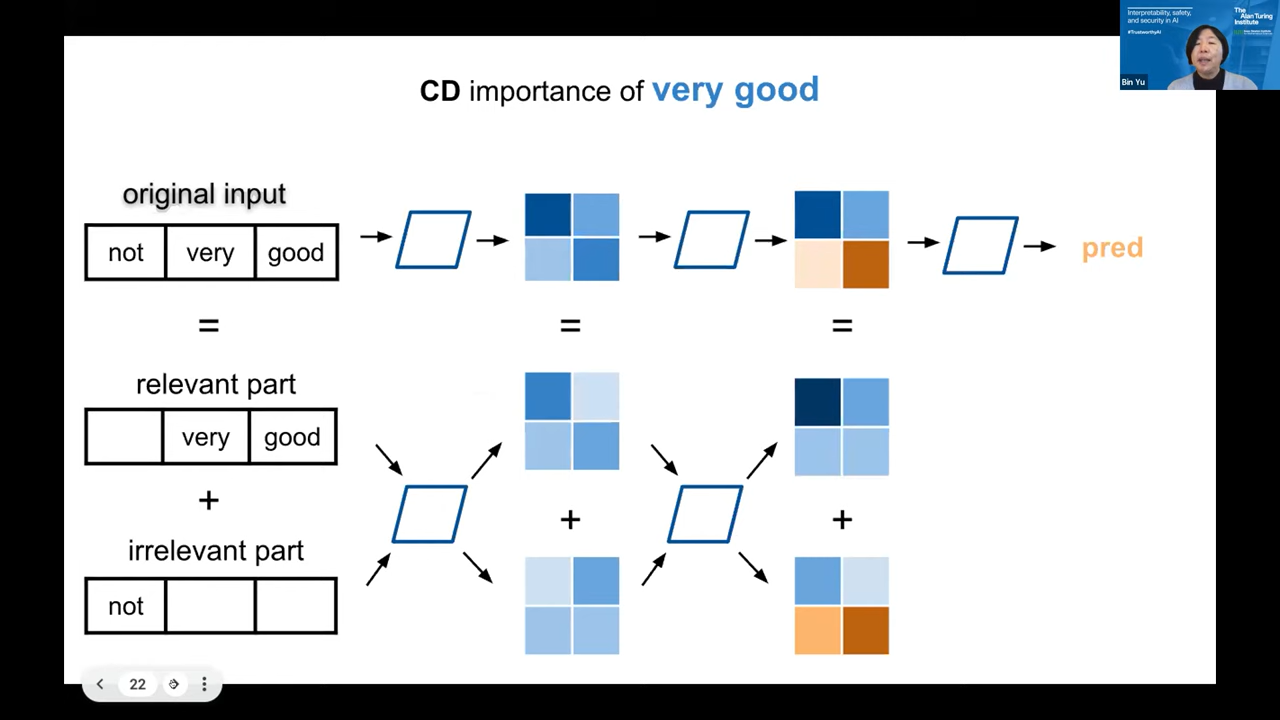 Interpretability, safety,
and security in AI
#TrustworthyAI
The
Alan Turing
Institute
Bin Yu
CD importance of very good
original input
not very good
pred
=
=
=
relevant part
very good
+
+
+
irrelevant part
not
22